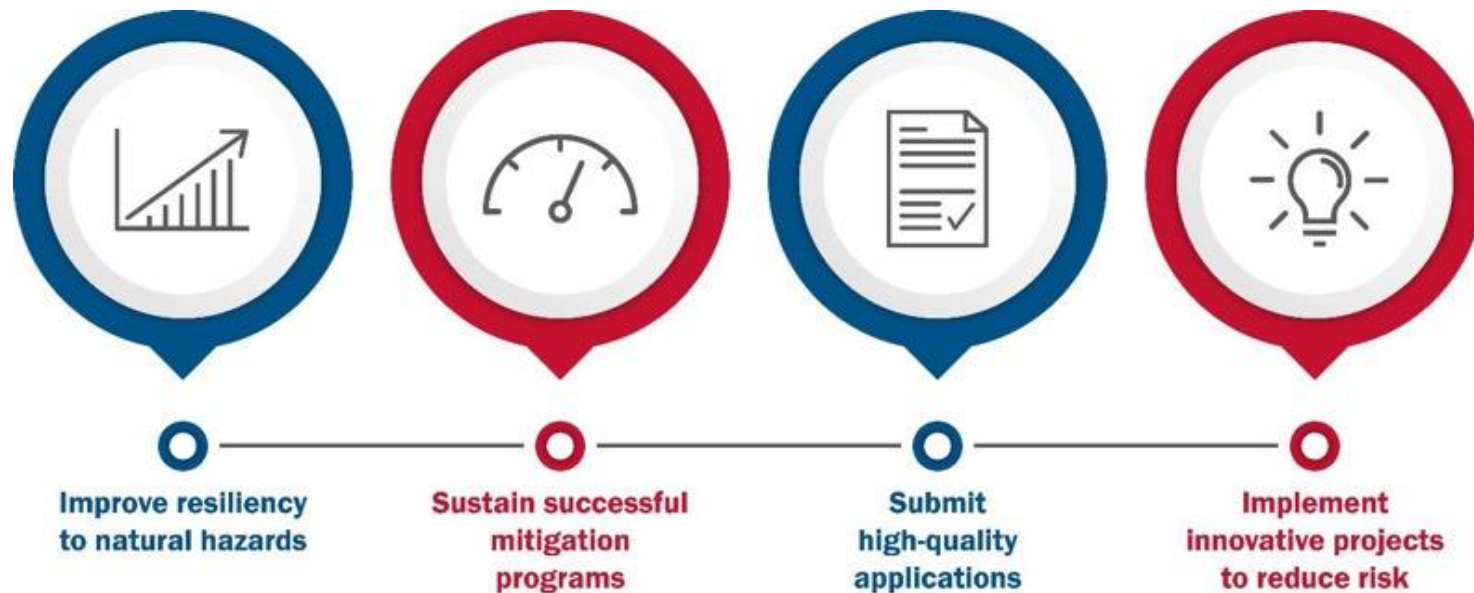 Improve resiliency
to natural hazards
Sustain successful
mitigation
programs
Submit
high-quality
applications
Implement
innovative projects
to reduce risk